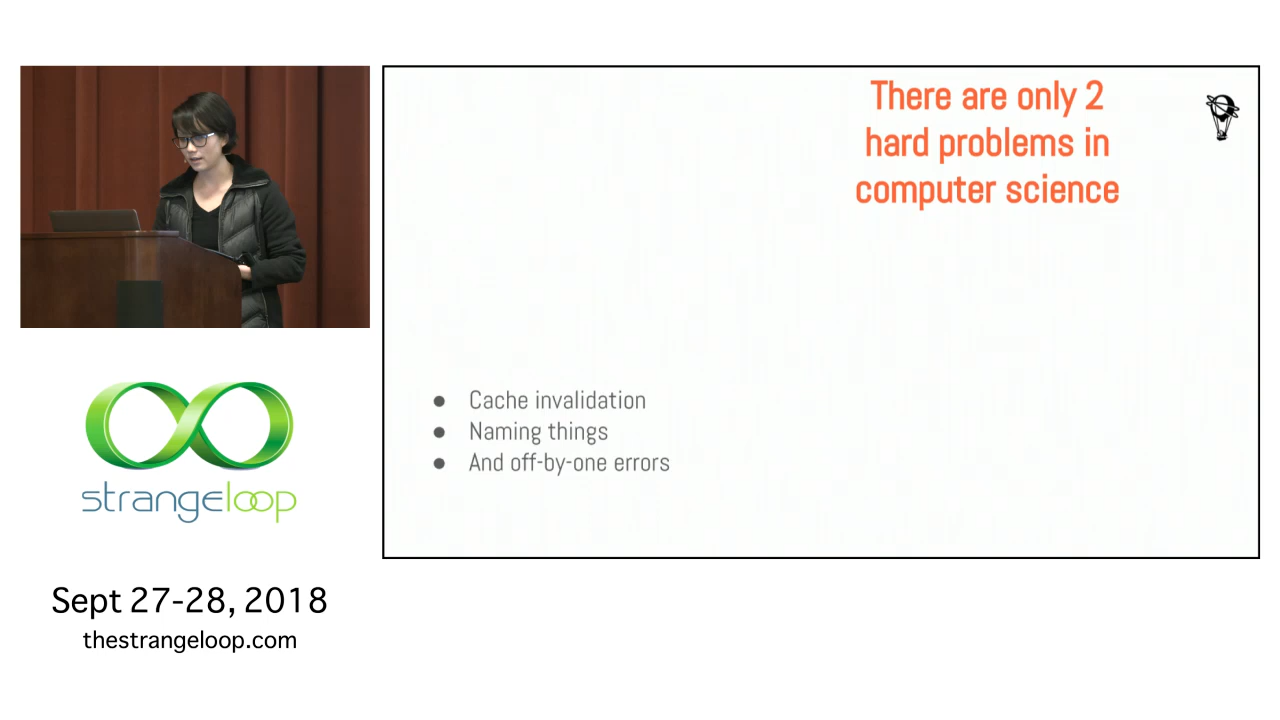 There are only 2
hard problems in
computer science
● Cache invalidation
● Naming things
● And off-by-one errors
strangeloop
Sept 27-28, 2018
thestrangeloop.com